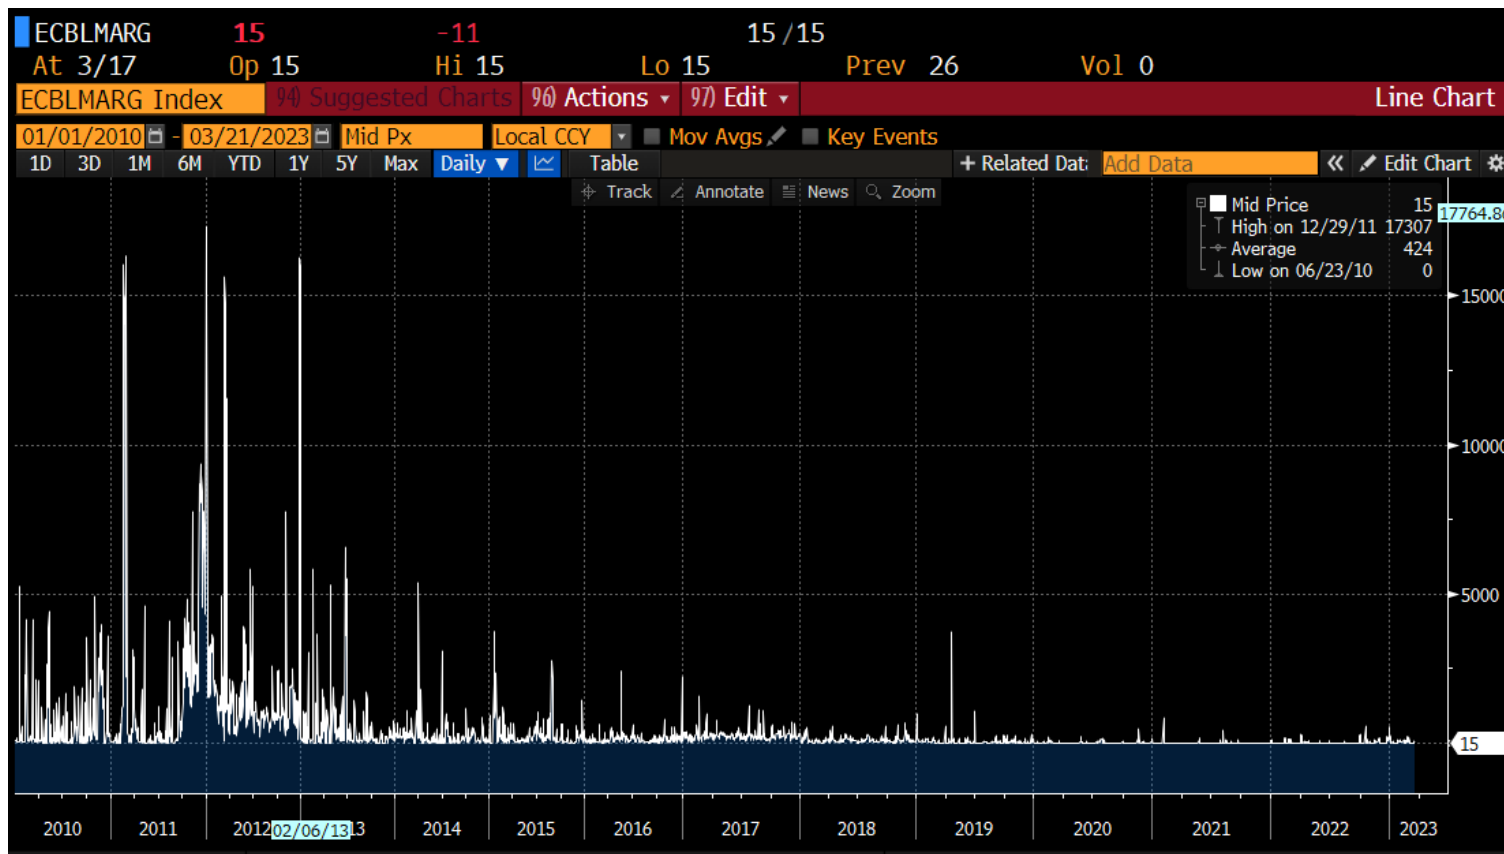 ECBLMARG 15 -11 15 / 15
At 3/17 Op 15 Hi 15 Lo 15 Prev 26 Vol 0
ECBLMARG Index 94) Suggested Charts 96) Actions 97) Edit Line Chart
01/01/2010 - 03/21/2023 Mid Px Local CCY Mov Avgs Key Events
1D 3D 1M 6M YTD 1Y 5Y Max Daily ▼ Table + Related Dat Add Data « Edit Chart
Track Annotate News Zoom
Mid Price 15
17764.86
High on 12/29/11 17307
Average 424
Low on 06/23/10 0
15000
10000
5000
15
2010 2011 2012 02/06/13 13 2014 2015 2016 2017 2018 2019 2020 2021 2022 2023